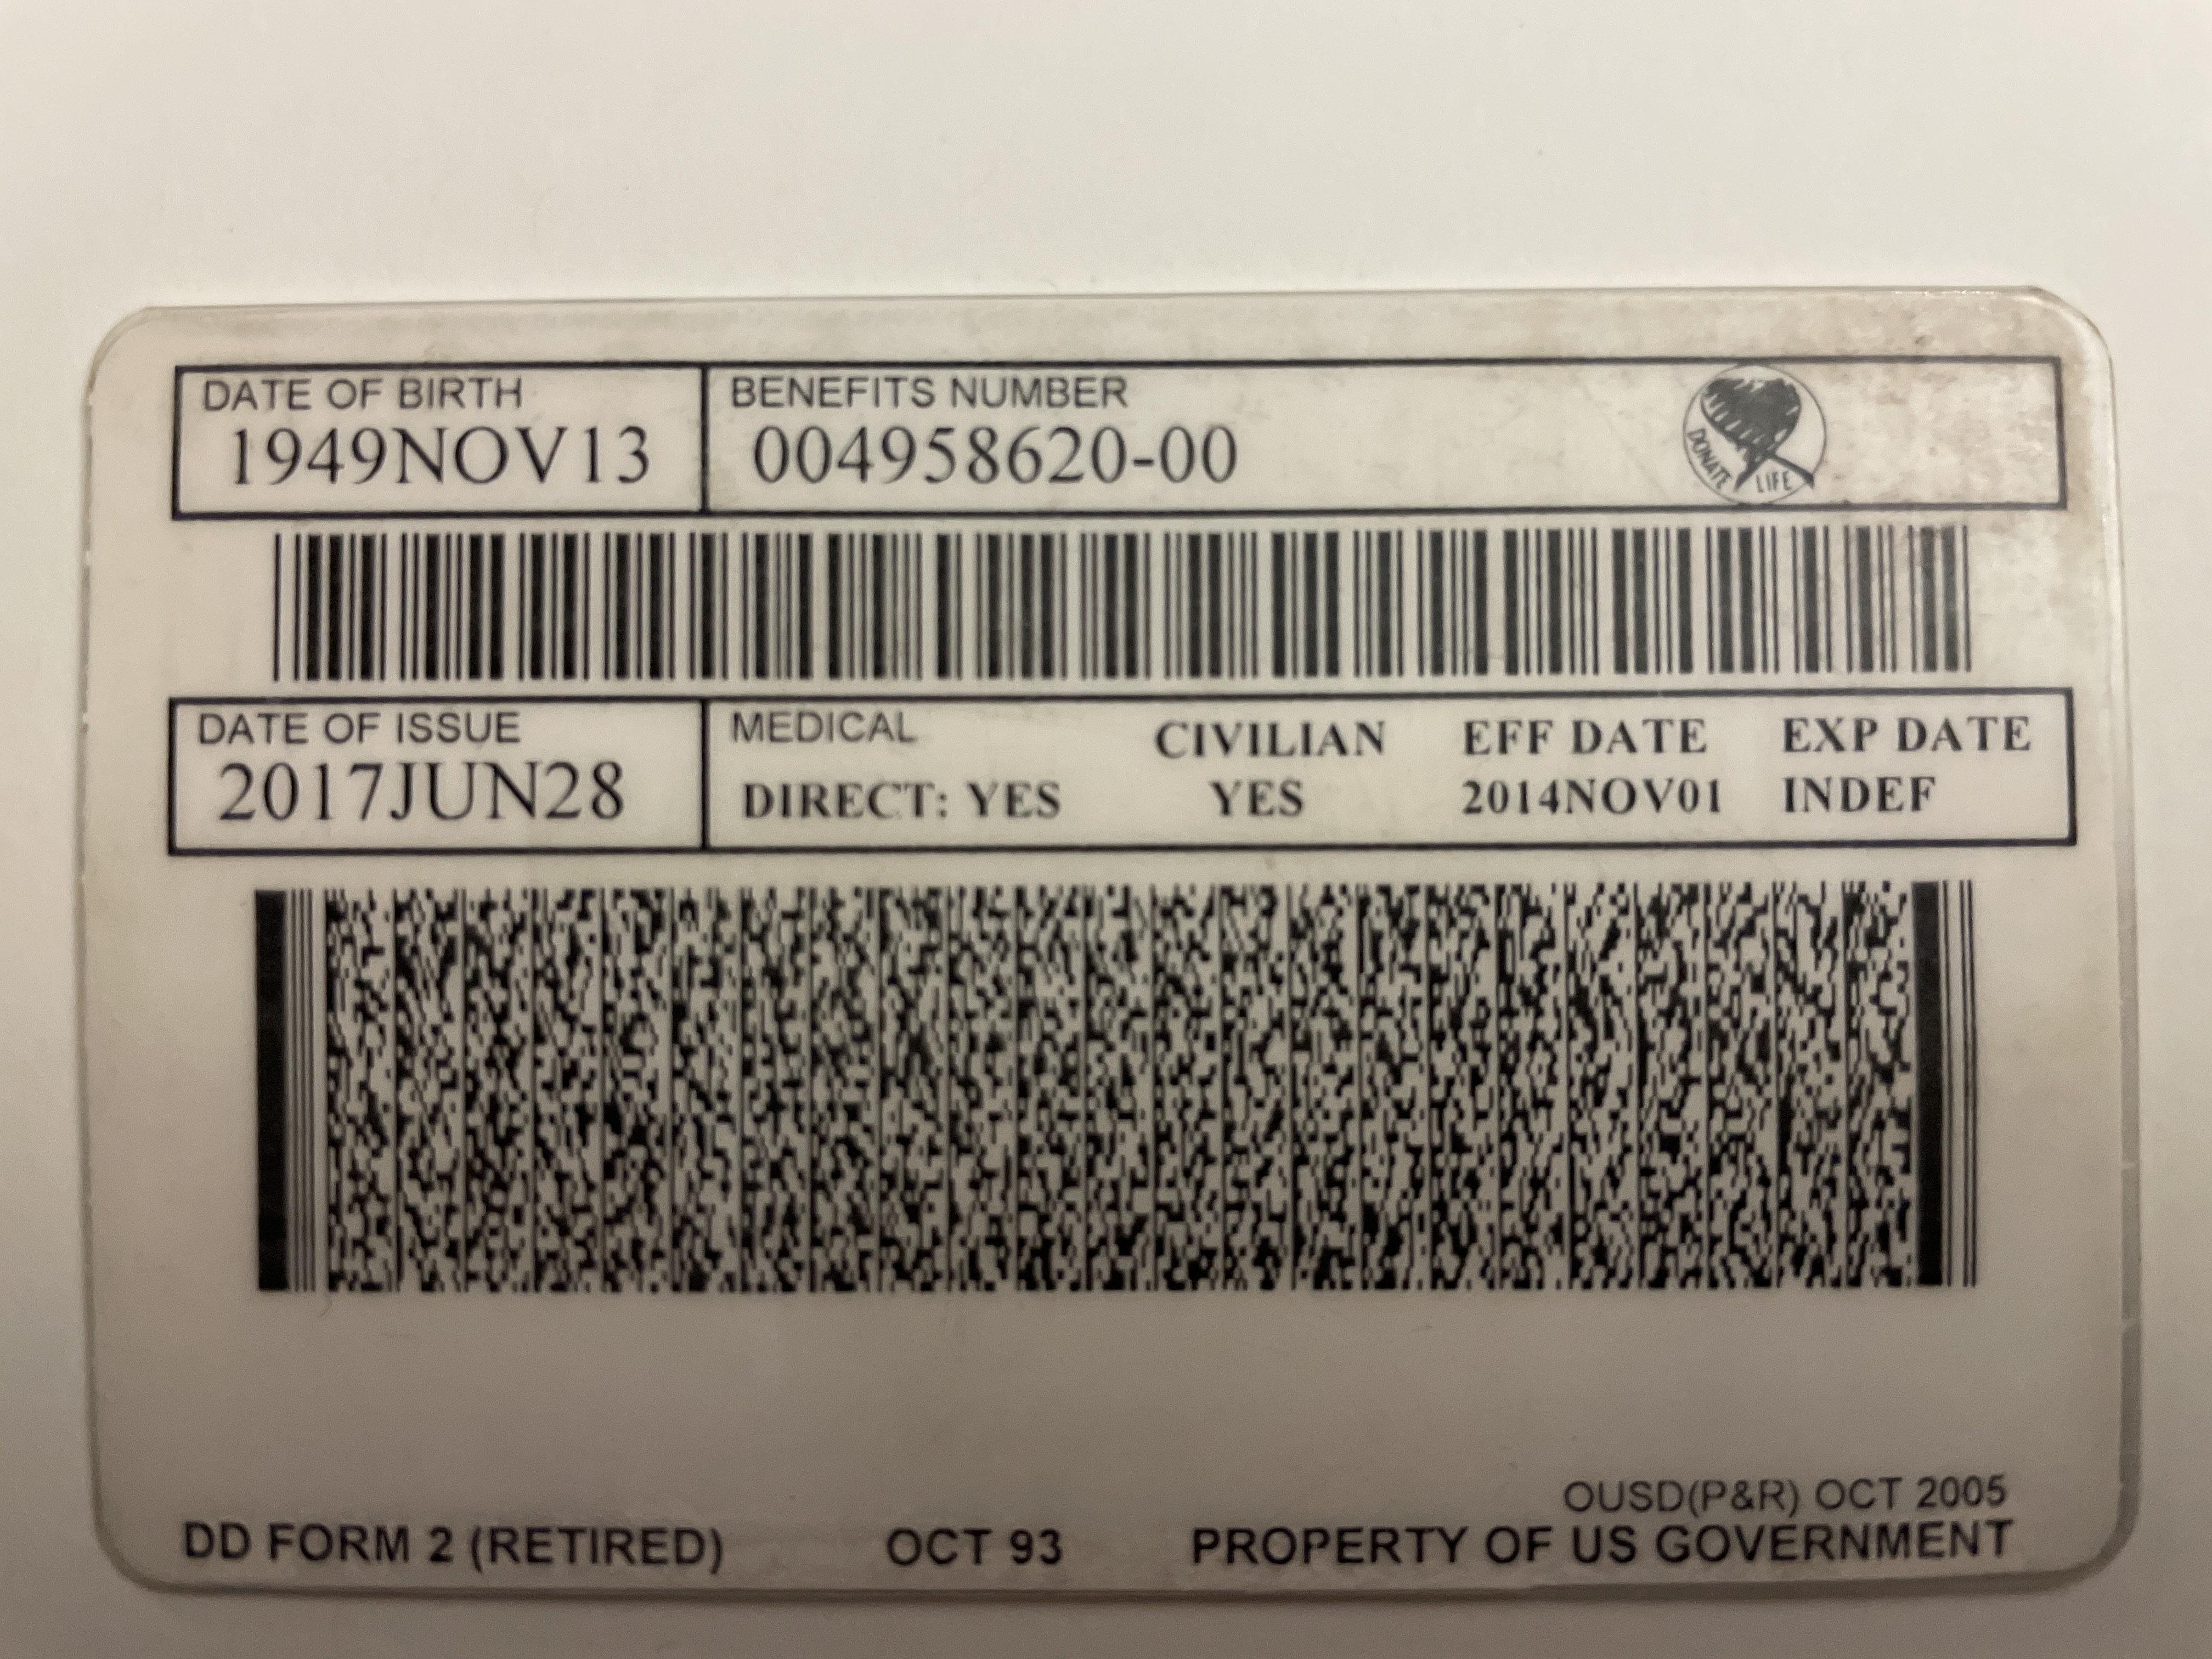 DATE OF BIRTH
1949NOV13
BENEFITS NUMBER
004958620-00
DONATE LIFE
DATE OF ISSUE
2017JUN28
MEDICAL CIVILIAN EFF DATE EXP DATE
DIRECT: YES YES 2014NOV01 INDEF
OUSD(P&R) OCT 2005
DD FORM 2 (RETIRED) OCT 93 PROPERTY OF US GOVERNMENT